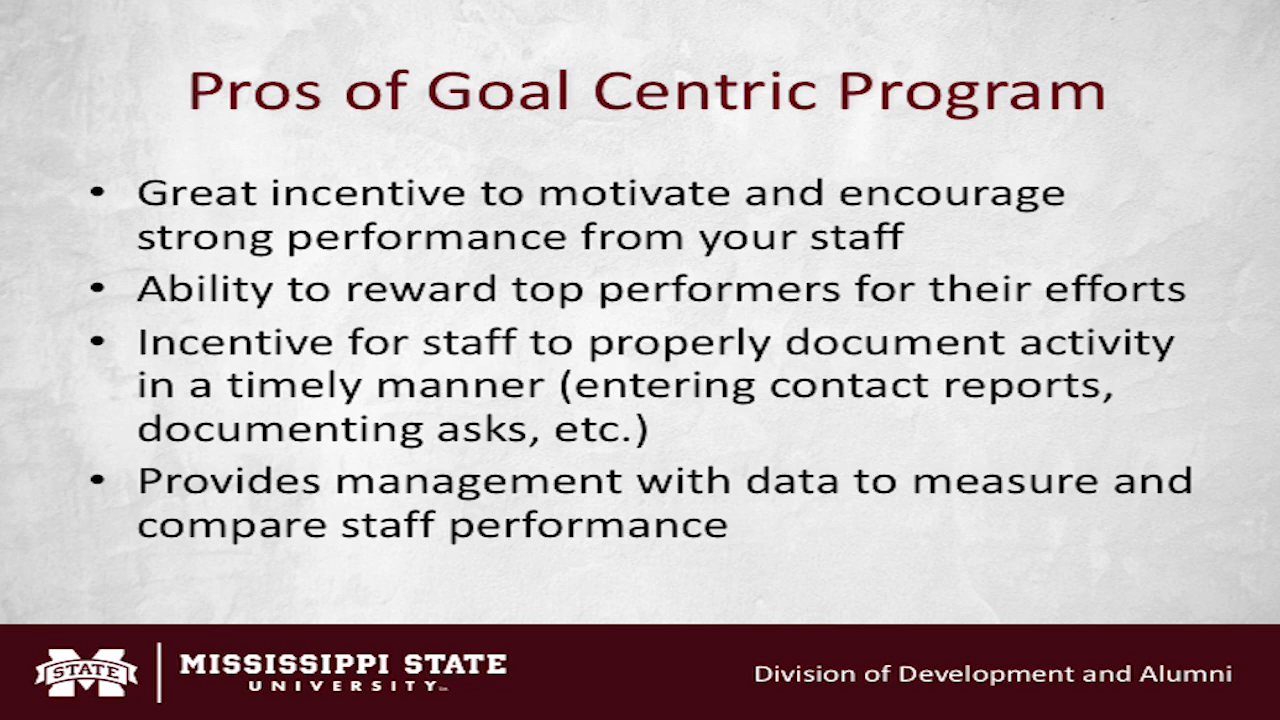 Pros of Goal Centric Program
• Great incentive to motivate and encourage
strong performance from your staff
• Ability to reward top performers for their efforts
• Incentive for staff to properly document activity
in a timely manner (entering contact reports,
documenting asks, etc.)
• Provides management with data to measure and
compare staff performance
STATE
MISSISSIPPI STATE
UNIVERSITY™
Division of Development and Alumni